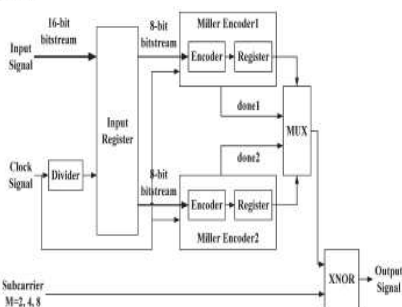 16-bit
bitstream
8-bit
bitstream
Miller Encoder1
Input
Signal
Encoder
Register
done1
Input
Register
MUX
Clock
Signal
Divider
done2
8-bit
bitstream
Encoder
Register
Miller Encoder2
XNOR
Output
Signal
Subcarrier
M=2, 4, 8